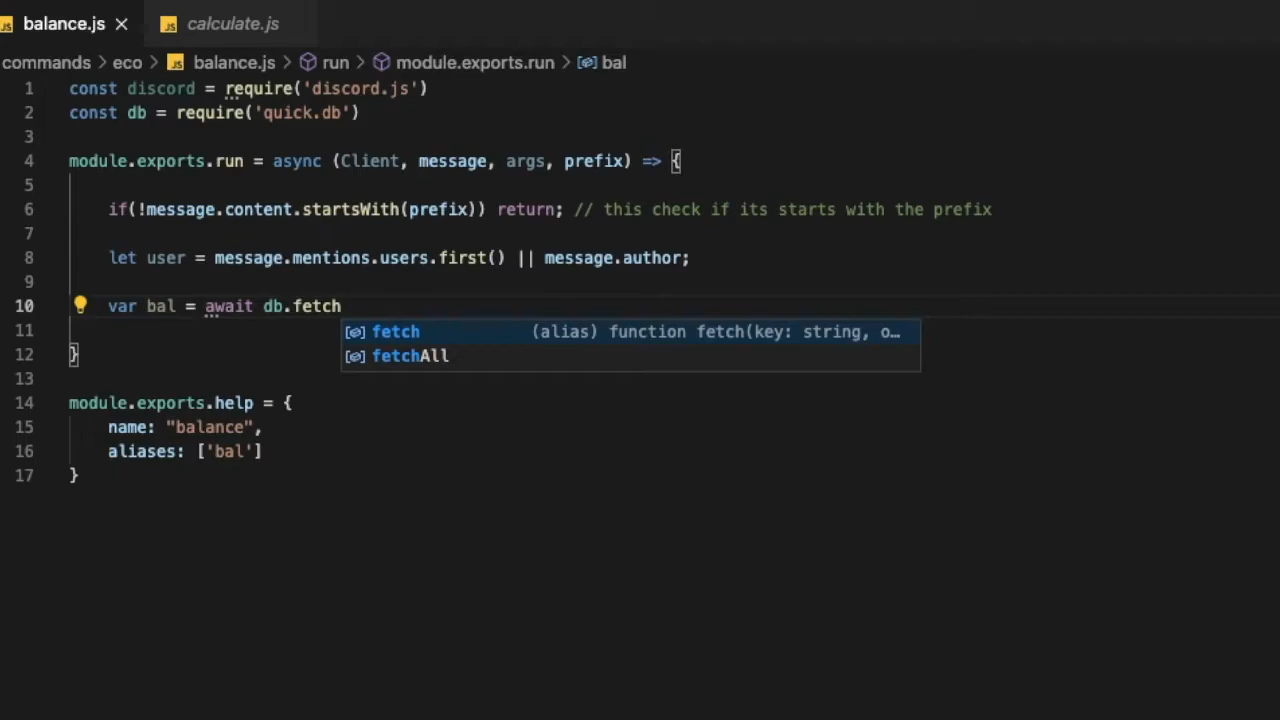 JS balance.js × JS calculate.js
commands > eco > JS balance.js > run > module.exports.run > bal
1 const discord = require('discord.js')
2 const db = require('quick.db')
3
4 module.exports.run = async (Client, message, args, prefix) => {
5
6 if(!message.content.startsWith(prefix)) return; // this check if its starts with the prefix
7
8 let user = message.mentions.users.first() || message.author;
9
10 var bal = await db.fetch
11 fetch (alias) function fetch(key: string, o…
12 } fetchAll
13
14 module.exports.help = {
15 name: "balance",
16 aliases: ['bal']
17 }